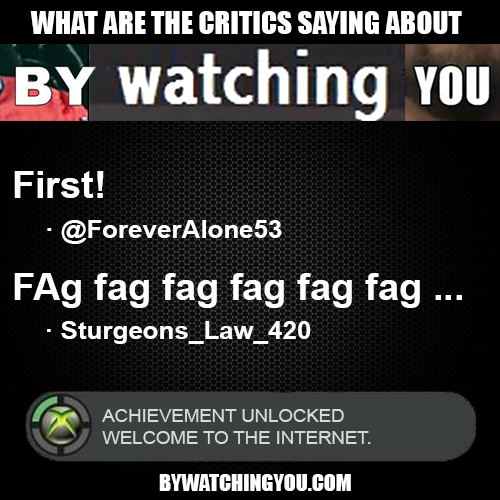 WHAT ARE THE CRITICS SAYING ABOUT
BY watching YOU
First!
· @ForeverAlone53
FAg fag fag fag fag fag ...
· Sturgeons_Law_420
ACHIEVEMENT UNLOCKED
WELCOME TO THE INTERNET.
BYWATCHINGYOU.COM